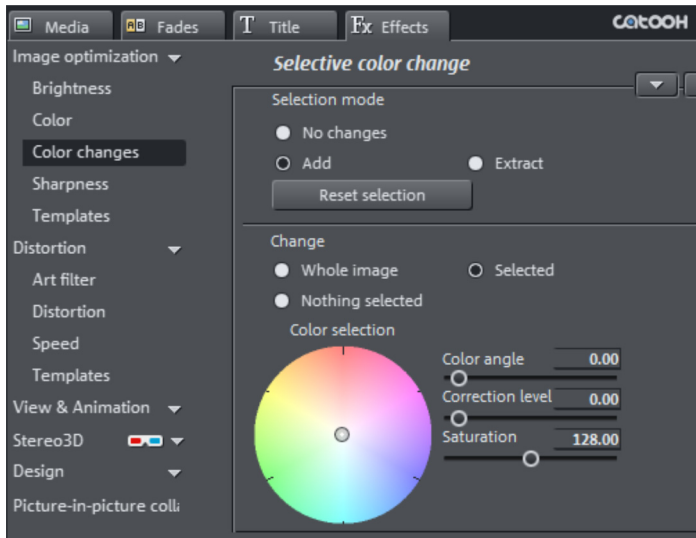 Media
Fades
Title
Effects
CATOOH
Image optimization
Brightness
Color
Color changes
Sharpness
Templates
Distortion
Art filter
Distortion
Speed
Templates
View & Animation
Stereo3D
Design
Picture-in-picture coll
Selective color change
Selection mode
No changes
Add
Extract
Reset selection
Change
Whole image
Selected
Nothing selected
Color selection
Color angle 0.00
Correction level 0.00
Saturation 128.00